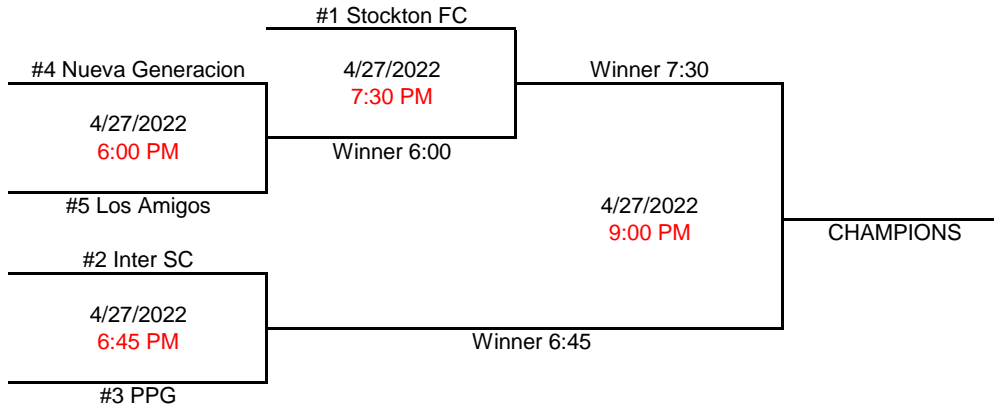 #1 Stockton FC
#4 Nueva Generacion
4/27/2022
7:30 PM
Winner 7:30
4/27/2022
6:00 PM
Winner 6:00
#5 Los Amigos
4/27/2022
9:00 PM
CHAMPIONS
#2 Inter SC
4/27/2022
6:45 PM
Winner 6:45
#3 PPG